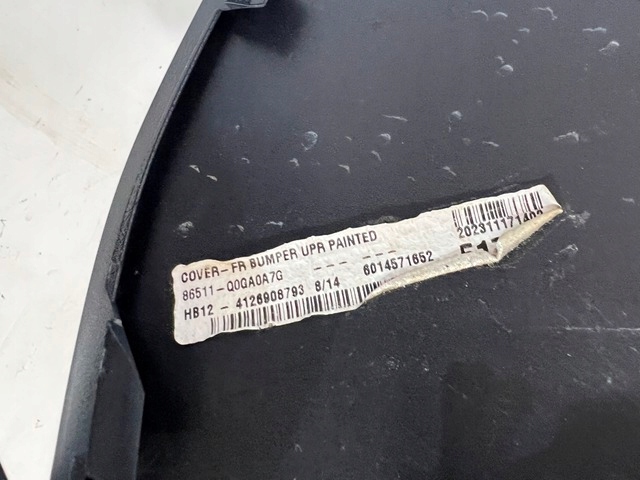 COVER-FR BUMPER UPR PAINTED
86511-Q0GA0A7G --- --- 6014571652
HB12 - 4126908793 8/14